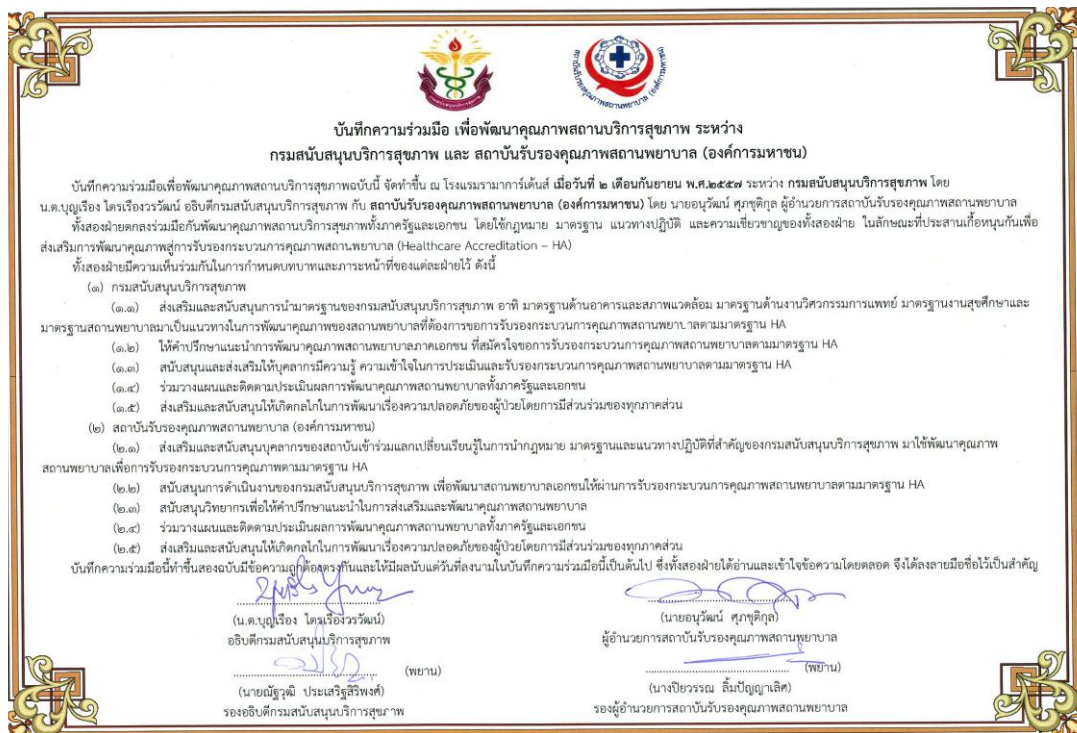 กรมสนับสนุนบริการสุขภาพ
สถาบันรับรองคุณภาพสถานพยาบาล (องค์การมหาชน)
บันทึกความร่วมมือ เพื่อพัฒนาคุณภาพสถานบริการสุขภาพ ระหว่าง
กรมสนับสนุนบริการสุขภาพ และ สถาบันรับรองคุณภาพสถานพยาบาล (องค์การมหาชน)
บันทึกความร่วมมือเพื่อพัฒนาคุณภาพสถานบริการสุขภาพฉบับนี้ จัดทำขึ้น ณ โรงแรมรามาการ์เด้นส์ เมื่อวันที่ ๒ เดือนกันยายน พ.ศ.๒๕๕๗ ระหว่าง กรมสนับสนุนบริการสุขภาพ โดย
น.ต.บุญเรือง ไตรเรืองวรวัฒน์ อธิบดีกรมสนับสนุนบริการสุขภาพ กับ สถาบันรับรองคุณภาพสถานพยาบาล (องค์การมหาชน) โดย นายอนุวัฒน์ ศุภชุติกุล ผู้อำนวยการสถาบันรับรองคุณภาพสถานพยาบาล
ทั้งสองฝ่ายตกลงร่วมมือกันพัฒนาคุณภาพสถานบริการสุขภาพทั้งภาครัฐและเอกชน โดยใช้กฎหมาย มาตรฐาน แนวทางปฏิบัติ และความเชี่ยวชาญของทั้งสองฝ่าย ในลักษณะที่ประสานเกื้อหนุนกันเพื่อ
ส่งเสริมการพัฒนาคุณภาพสู่การรับรองกระบวนการคุณภาพสถานพยาบาล (Healthcare Accreditation – HA)
ทั้งสองฝ่ายมีความเห็นร่วมกันในการกำหนดบทบาทและภาระหน้าที่ของแต่ละฝ่ายไว้ ดังนี้
(๑) กรมสนับสนุนบริการสุขภาพ
(๑.๑) ส่งเสริมและสนับสนุนการนำมาตรฐานของกรมสนับสนุนบริการสุขภาพ อาทิ มาตรฐานด้านอาคารและสภาพแวดล้อม มาตรฐานด้านงานวิศวกรรมการแพทย์ มาตรฐานงานสุขศึกษาและ
มาตรฐานสถานพยาบาลมาเป็นแนวทางในการพัฒนาคุณภาพของสถานพยาบาลที่ต้องการขอการรับรองกระบวนการคุณภาพสถานพยาบาลตามมาตรฐาน HA
(๑.๒) ให้คำปรึกษาแนะนำการพัฒนาคุณภาพสถานพยาบาลภาคเอกชน ที่สมัครใจขอการรับรองกระบวนการคุณภาพสถานพยาบาลตามมาตรฐาน HA
(๑.๓) สนับสนุนและส่งเสริมให้บุคลากรมีความรู้ ความเข้าใจในการประเมินและรับรองกระบวนการคุณภาพสถานพยาบาลตามมาตรฐาน HA
(๑.๔) ร่วมวางแผนและติดตามประเมินผลการพัฒนาคุณภาพสถานพยาบาลทั้งภาครัฐและเอกชน
(๑.๕) ส่งเสริมและสนับสนุนให้เกิดกลไกในการพัฒนาเรื่องความปลอดภัยของผู้ป่วยโดยการมีส่วนร่วมของทุกภาคส่วน
(๒) สถาบันรับรองคุณภาพสถานพยาบาล (องค์การมหาชน)
(๒.๑) ส่งเสริมและสนับสนุนบุคลากรของสถาบันเข้าร่วมแลกเปลี่ยนเรียนรู้ในการนำกฎหมาย มาตรฐานและแนวทางปฏิบัติที่สำคัญของกรมสนับสนุนบริการสุขภาพ มาใช้พัฒนาคุณภาพ
สถานพยาบาลเพื่อการรับรองกระบวนการคุณภาพตามมาตรฐาน HA
(๒.๒) สนับสนุนการดำเนินงานของกรมสนับสนุนบริการสุขภาพ เพื่อพัฒนาสถานพยาบาลเอกชนให้ผ่านการรับรองกระบวนการคุณภาพสถานพยาบาลตามมาตรฐาน HA
(๒.๓) สนับสนุนวิทยากรเพื่อให้คำปรึกษาแนะนำในการส่งเสริมและพัฒนาคุณภาพสถานพยาบาล
(๒.๔) ร่วมวางแผนและติดตามประเมินผลการพัฒนาคุณภาพสถานพยาบาลทั้งภาครัฐและเอกชน
(๒.๕) ส่งเสริมและสนับสนุนให้เกิดกลไกในการพัฒนาเรื่องความปลอดภัยของผู้ป่วยโดยการมีส่วนร่วมของทุกภาคส่วน
บันทึกความร่วมมือนี้ทำขึ้นสองฉบับมีข้อความถูกต้องตรงกันและให้มีผลนับแต่วันที่ลงนามในบันทึกความร่วมมือนี้เป็นต้นไป ซึ่งทั้งสองฝ่ายได้อ่านและเข้าใจข้อความโดยตลอด จึงได้ลงลายมือชื่อไว้เป็นสำคัญ
(น.ต.บุญเรือง ไตรเรืองวรวัฒน์)
อธิบดีกรมสนับสนุนบริการสุขภาพ
(พยาน)
(นายณัฐวุฒิ ประเสริฐสิริพงศ์)
รองอธิบดีกรมสนับสนุนบริการสุขภาพ
(นายอนุวัฒน์ ศุภชุติกุล)
ผู้อำนวยการสถาบันรับรองคุณภาพสถานพยาบาล
(พยาน)
(นางปิยวรรณ ลิ้มปัญญาเลิศ)
รองผู้อำนวยการสถาบันรับรองคุณภาพสถานพยาบาล